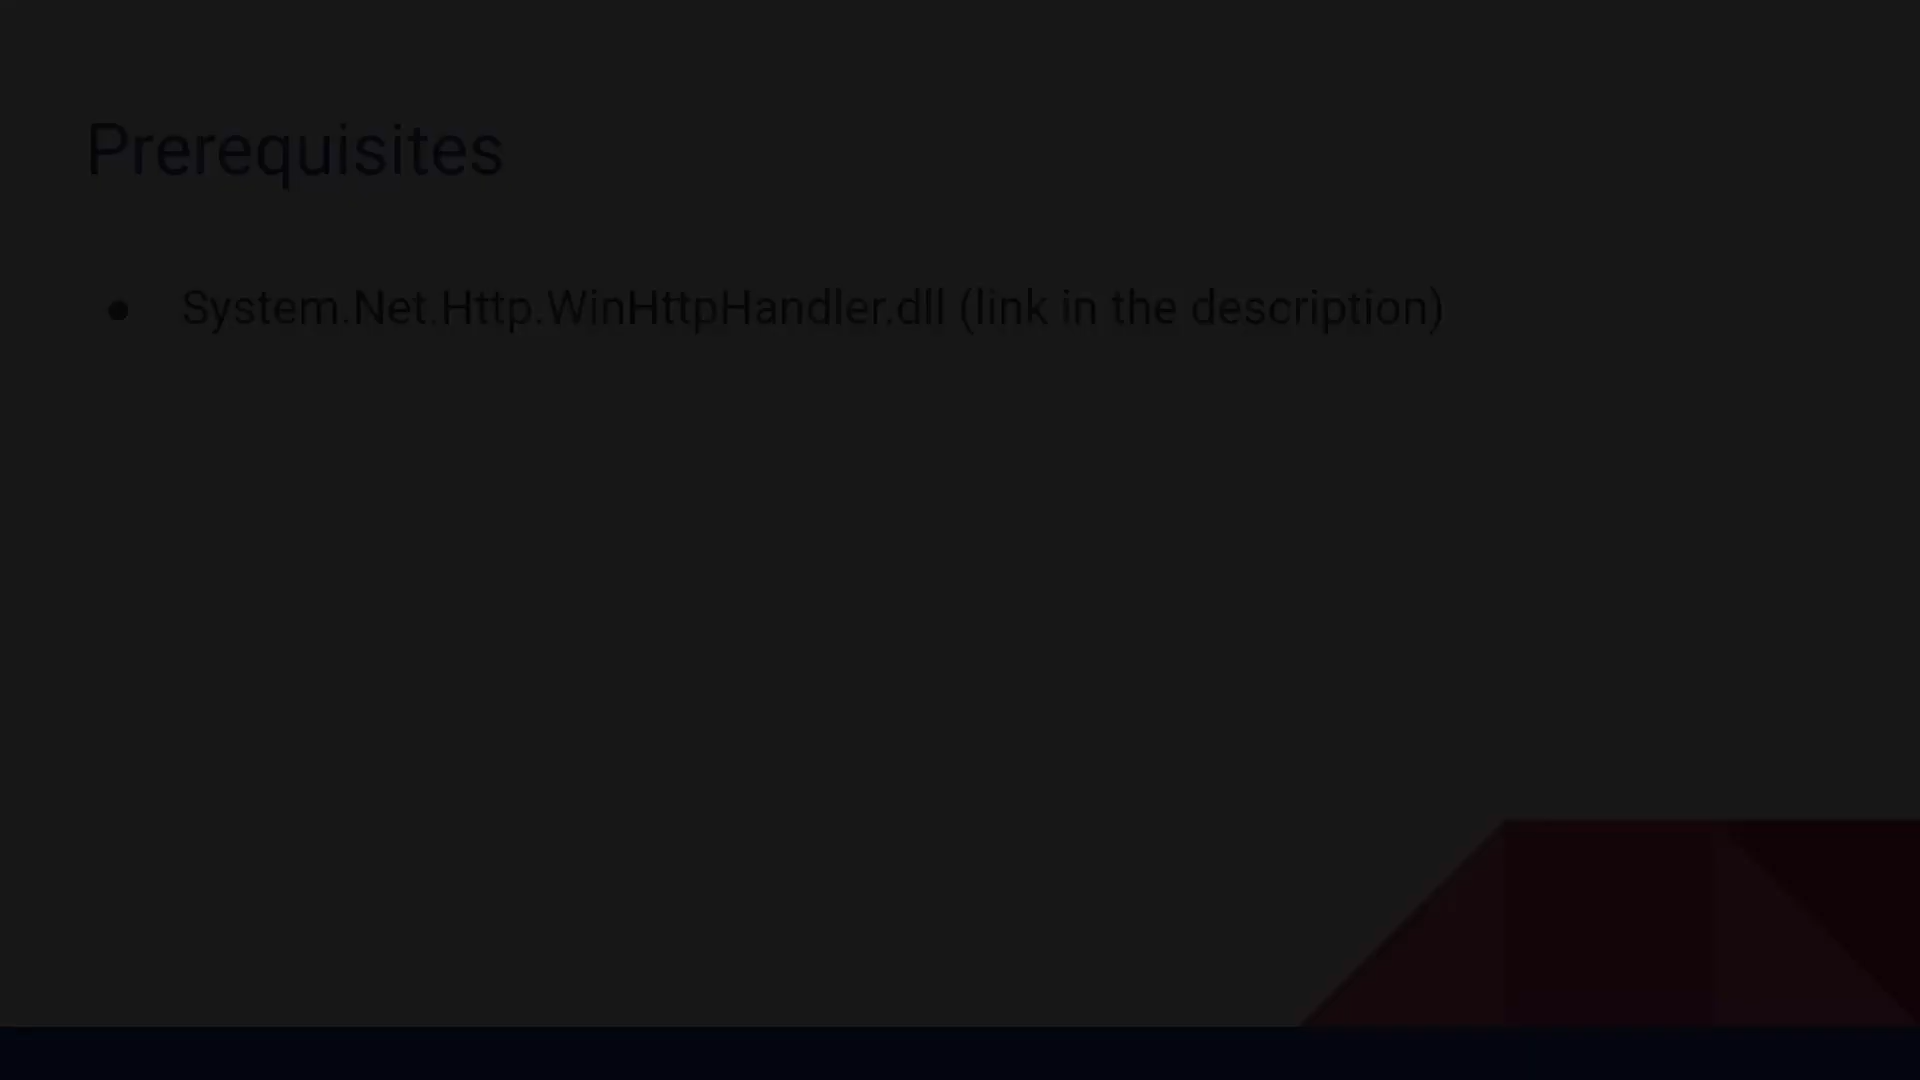 Prerequisites
● System.Net.Http.WinHttpHandler.dll (link in the description)